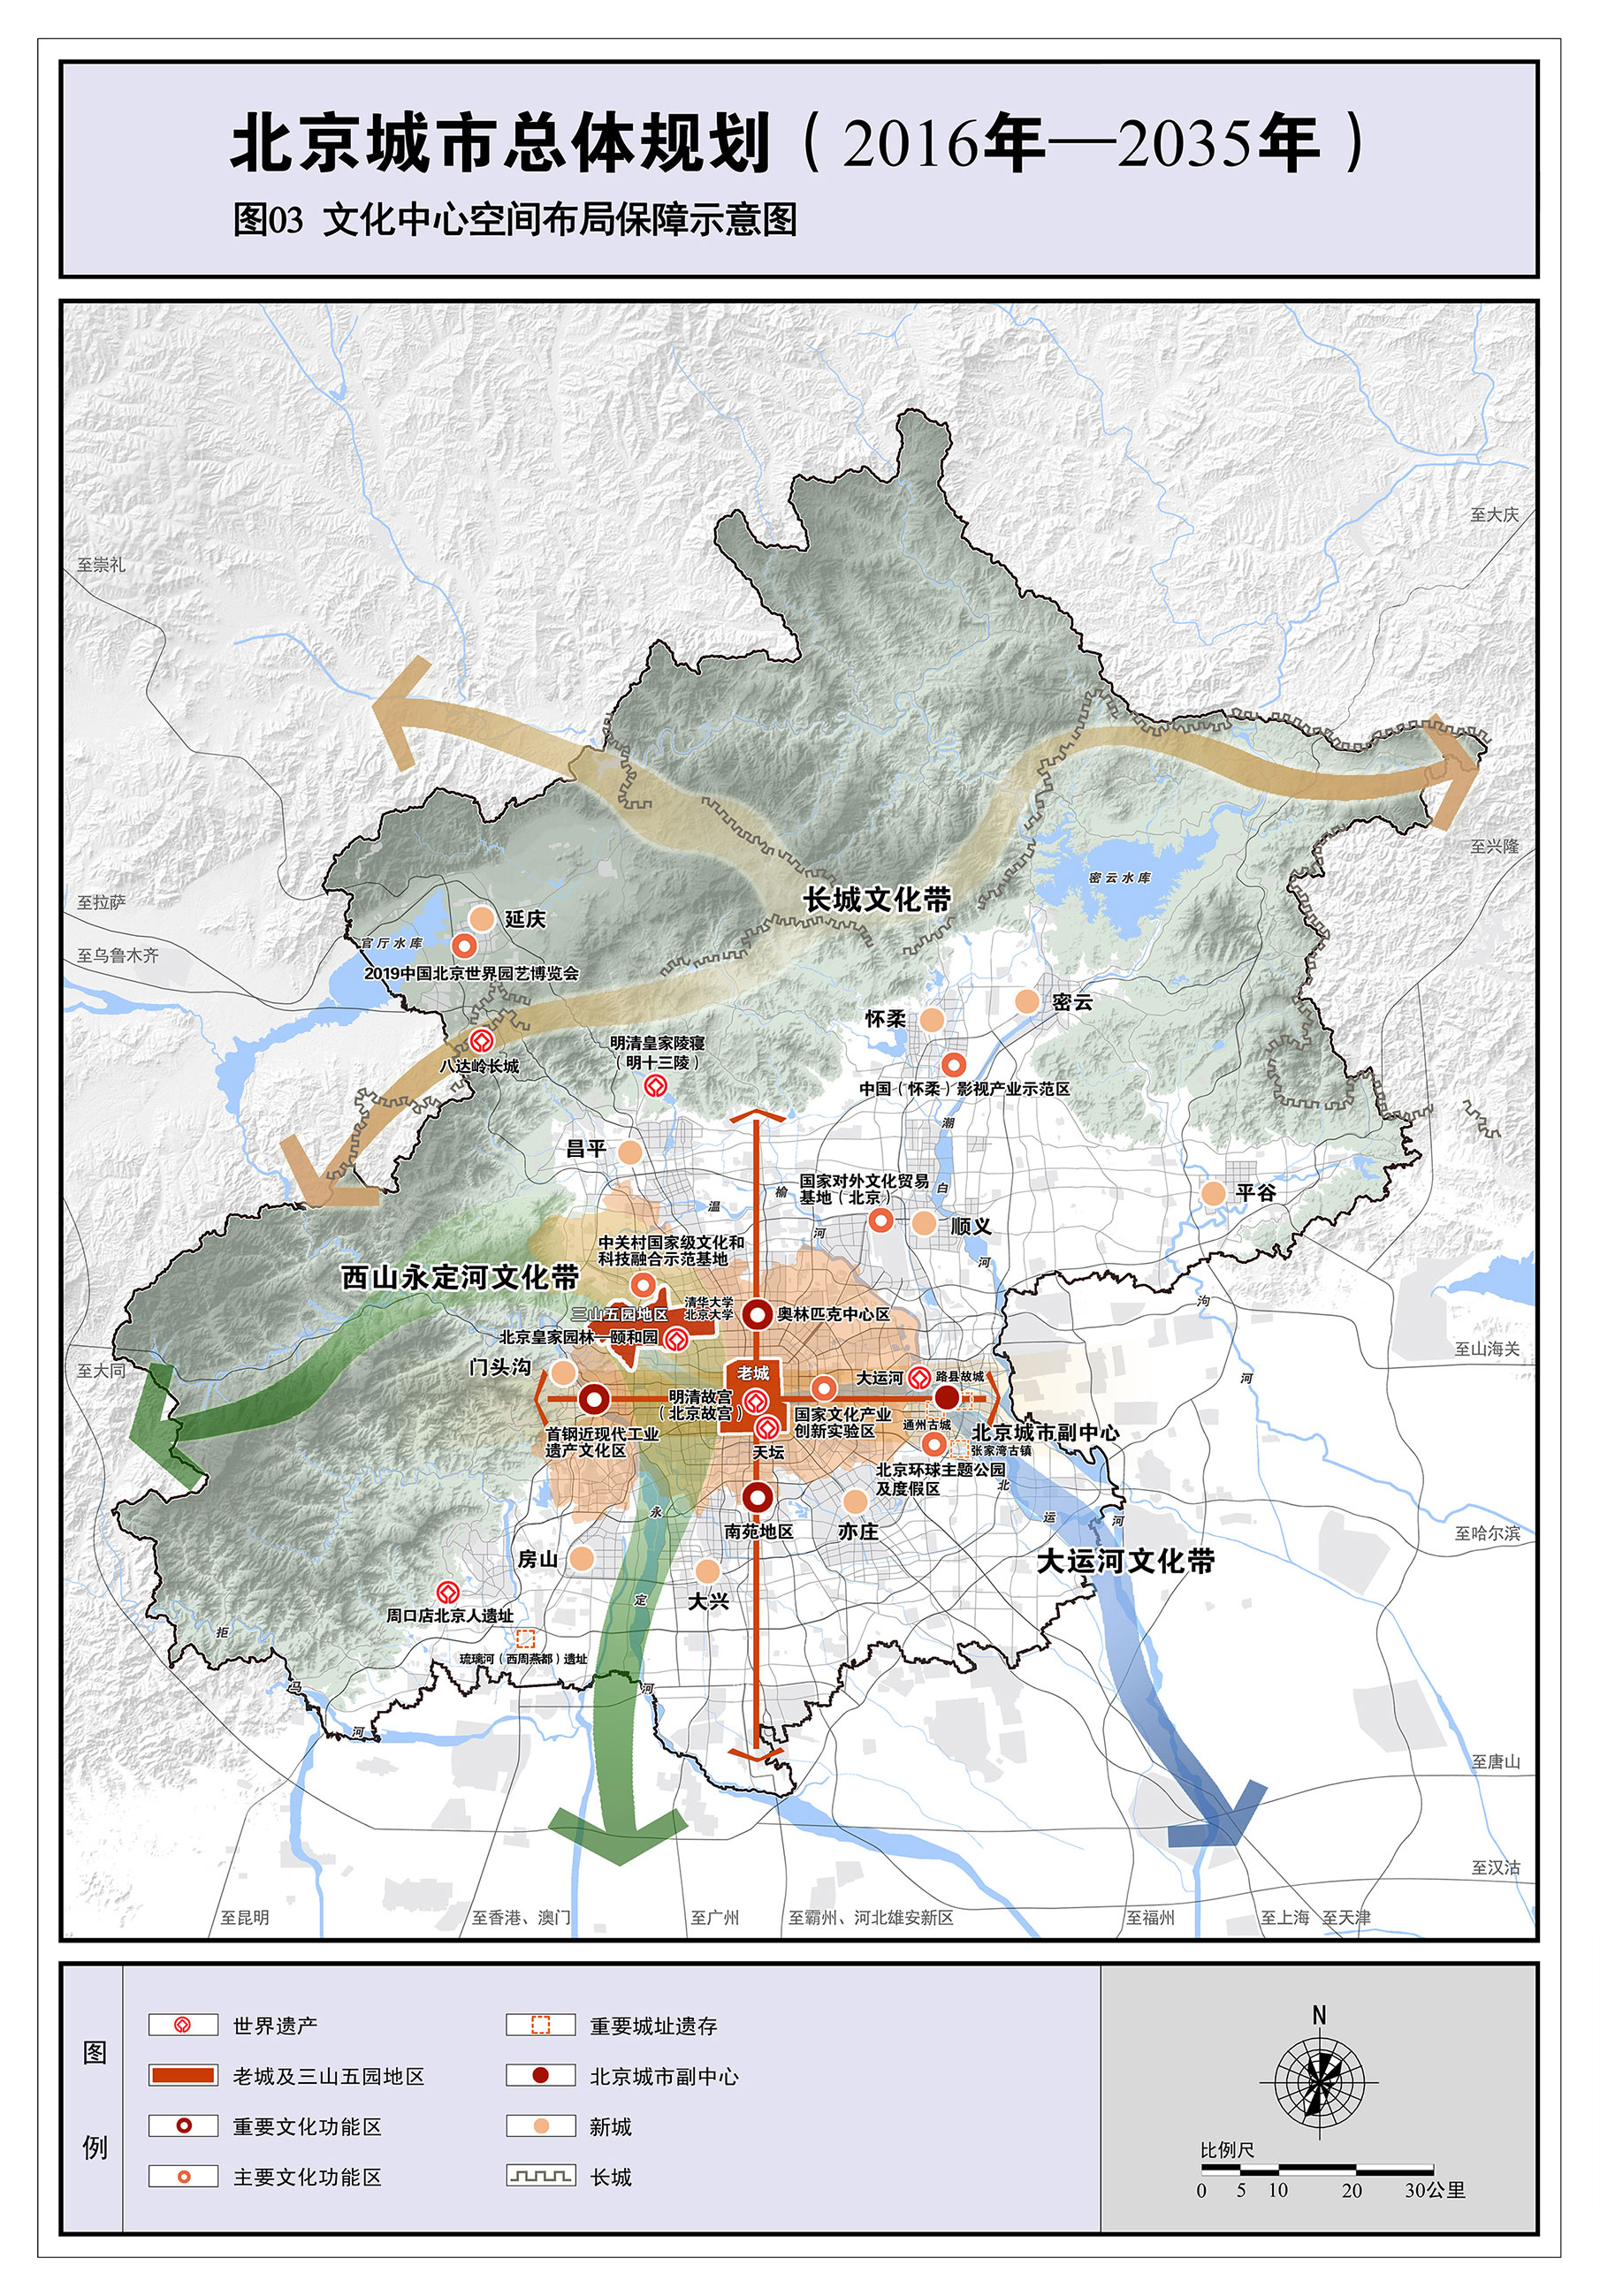 北京城市总体规划（2016年—2035年）
图03 文化中心空间布局保障示意图
至大庆
至崇礼
至兴隆
密云水库
长城文化带
至拉萨
延庆
官厅水库
至乌鲁木齐
2019中国北京世界园艺博览会
密云
怀柔
明清皇家陵寝
（明十三陵）
八达岭长城
中国（怀柔）影视产业示范区
潮
昌平
国家对外文化贸易
基地（北京）
白
榆
温
河
平谷
顺义
中关村国家级文化和
科技融合示范基地
河
西山永定河文化带
泃
清华大学
北京大学
三山五园地区
奥林匹克中心区
北京皇家园林—颐和园
至山海关
门头沟
至大同
老城
大运河
路县故城
河
明清故宫
（北京故宫）
国家文化产业
创新实验区
通州古城
首钢近现代工业
遗产文化区
北京城市副中心
天坛
张家湾古镇
北京环球主题公园
及度假区
北
永
运
河
南苑地区
亦庄
至哈尔滨
房山
大运河文化带
大兴
定
周口店北京人遗址
拒
琉璃河（西周燕都）遗址
马
河
河
至唐山
至汉沽
至昆明
至香港、澳门
至广州
至霸州、河北雄安新区
至福州
至上海
至天津
图
例
世界遗产
老城及三山五园地区
重要文化功能区
主要文化功能区
重要城址遗存
北京城市副中心
新城
长城
N
比例尺
0 5 10 20 30公里